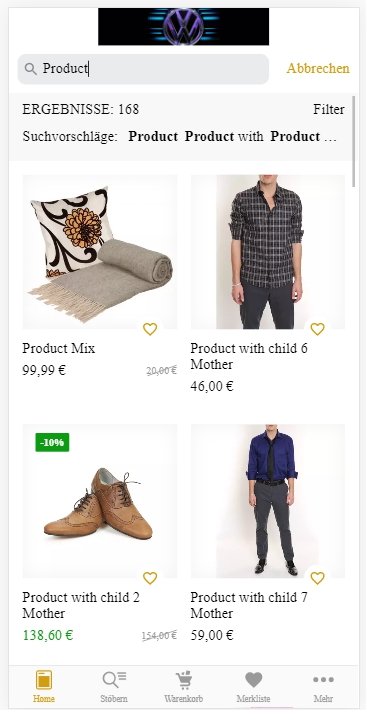 Product
Abbrechen
ERGEBNISSE: 168
Filter
Suchvorschläge: Product Product with Product ...
Product Mix
99,99 €
20,00 €
Product with child 6
Mother
46,00 €
-10%
Product with child 2
Mother
138,60 €
154,00 €
Product with child 7
Mother
59,00 €
Home
Stöbern
Warenkorb
Merkliste
Mehr